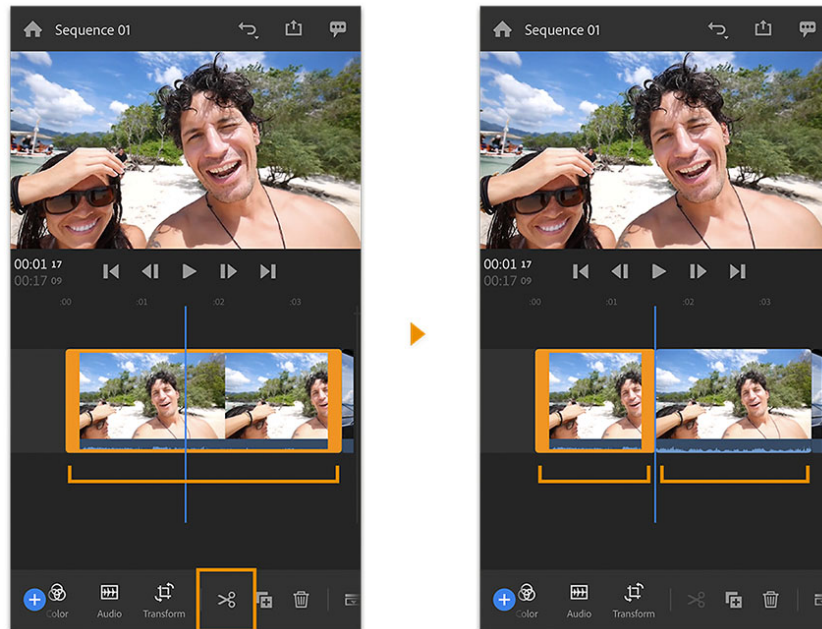 Sequence 01
00:01 17
00:17 09
:00 :01 :02 :03
Color Audio Transform
Sequence 01
00:01 17
00:17 09
:00 :01 :02 :03
Color Audio Transform